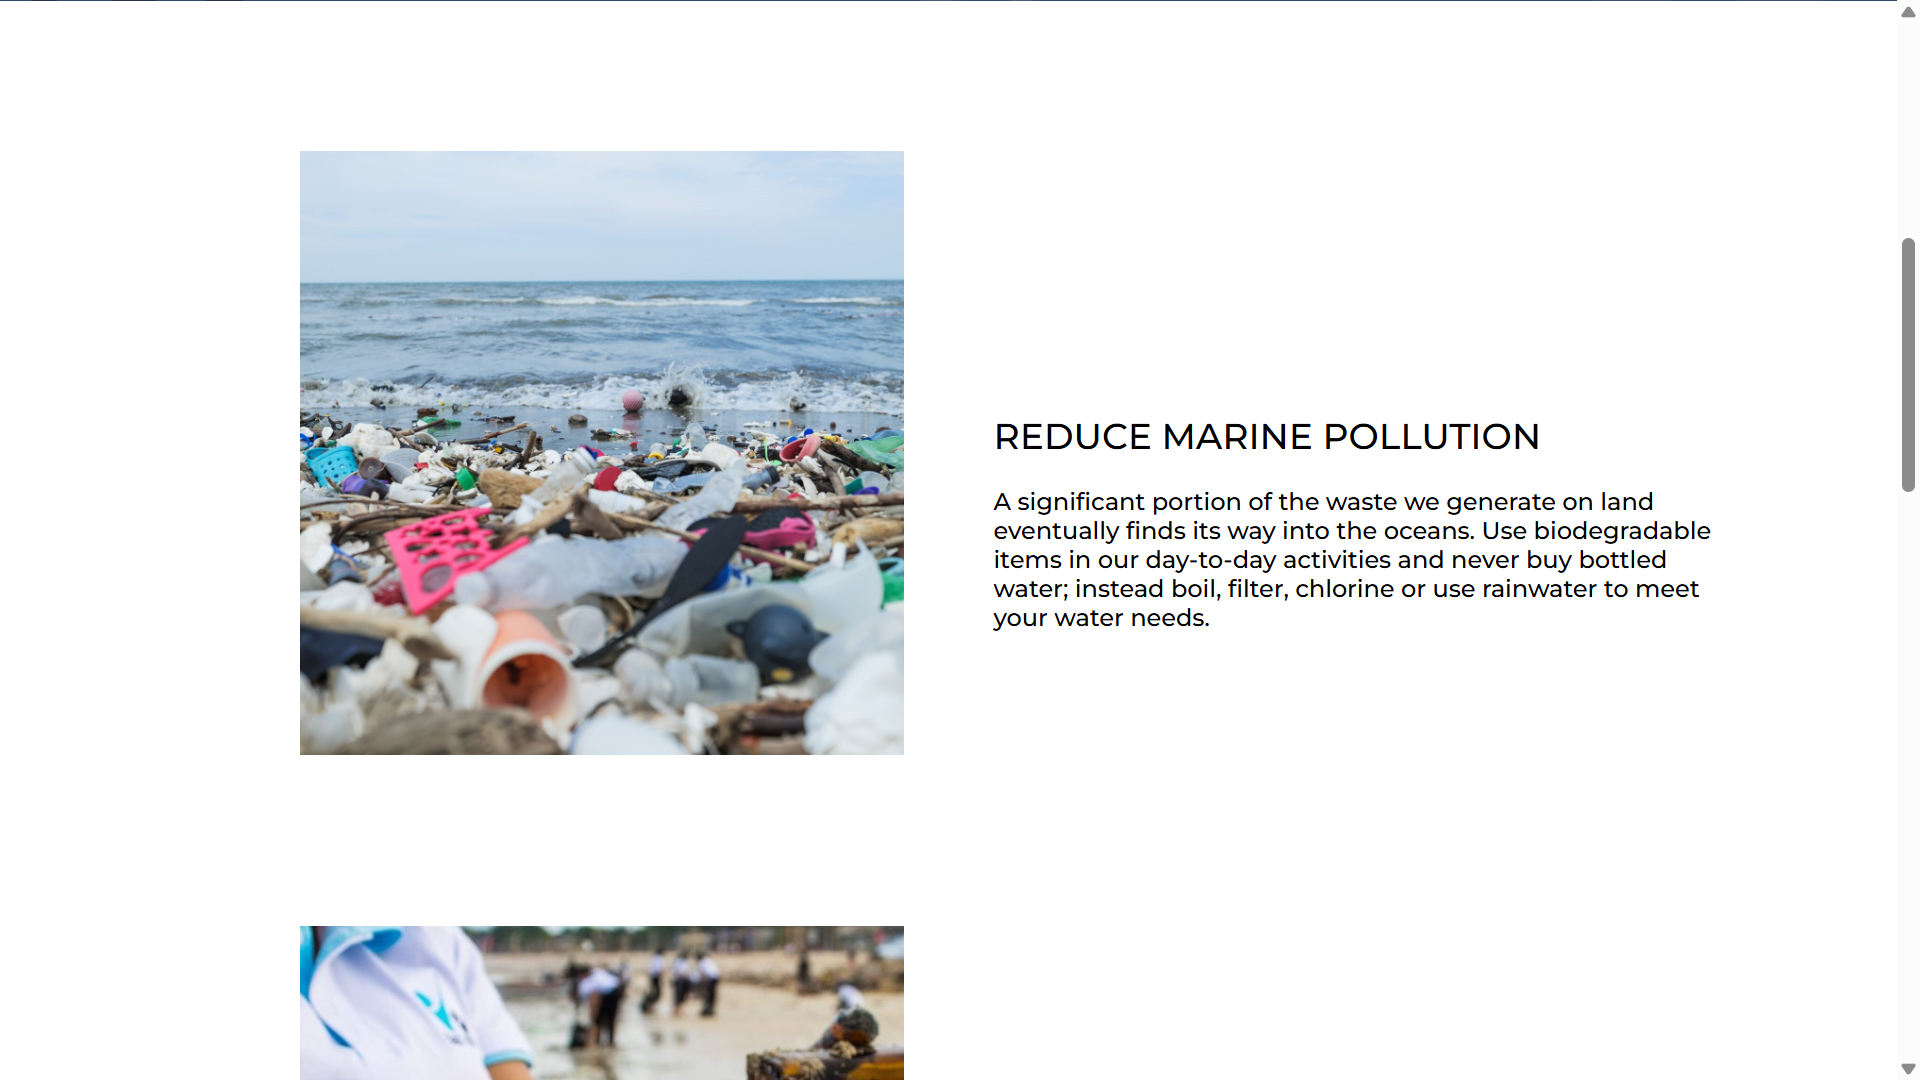 REDUCE MARINE POLLUTION
A significant portion of the waste we generate on land
eventually finds its way into the oceans. Use biodegradable
items in our day-to-day activities and never buy bottled
water; instead boil, filter, chlorine or use rainwater to meet
your water needs.